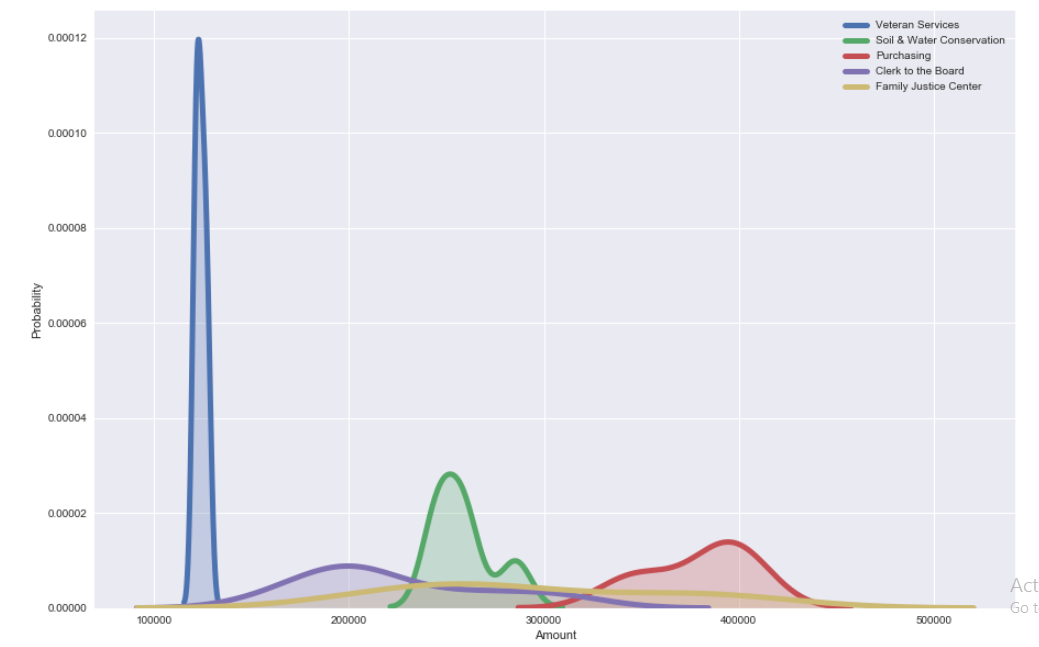 Veteran Services
Soil & Water Conservation
Purchasing
Clerk to the Board
Family Justice Center
0.00012
0.00010
0.00008
0.00006
0.00004
0.00002
0.00000
Probability
100000 200000 300000 400000 500000
Amount
Act
Go t